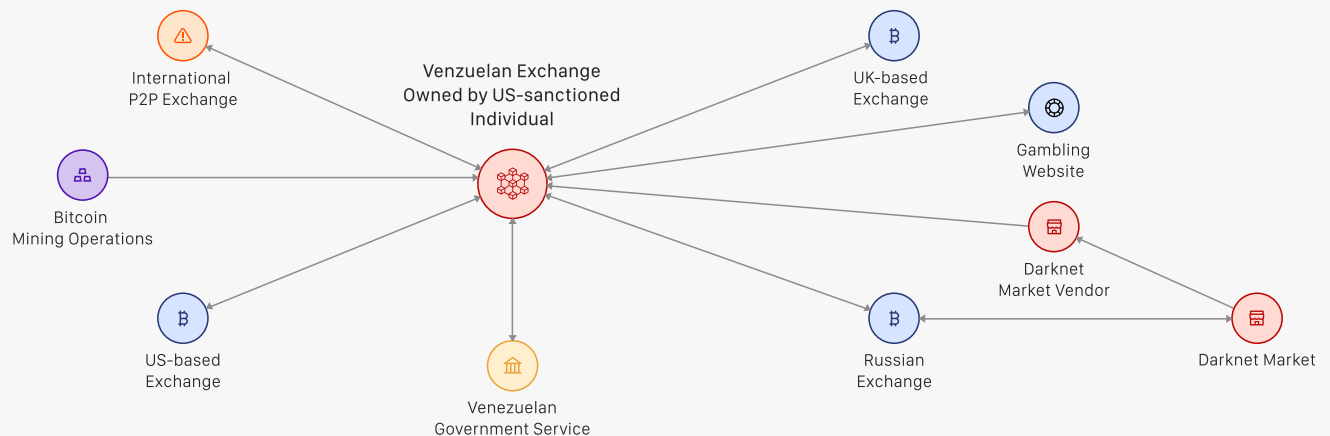 International
P2P Exchange
Venzuelan Exchange
Owned by US-sanctioned
Individual
UK-based
Exchange
Gambling
Website
Bitcoin
Mining Operations
Darknet
Market Vendor
US-based
Exchange
Venezuelan
Government Service
Russian
Exchange
Darknet Market